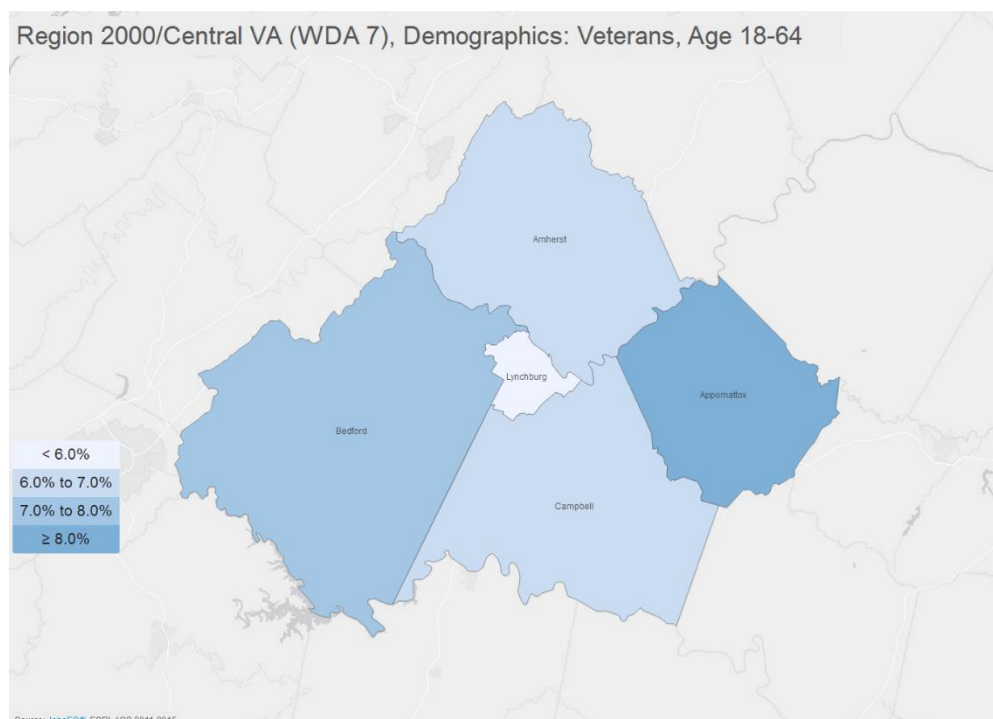 Region 2000/Central VA (WDA 7), Demographics: Veterans, Age 18-64
Amherst
Lynchburg
Appomattox
Bedford
Campbell
< 6.0%
6.0% to 7.0%
7.0% to 8.0%
≥ 8.0%